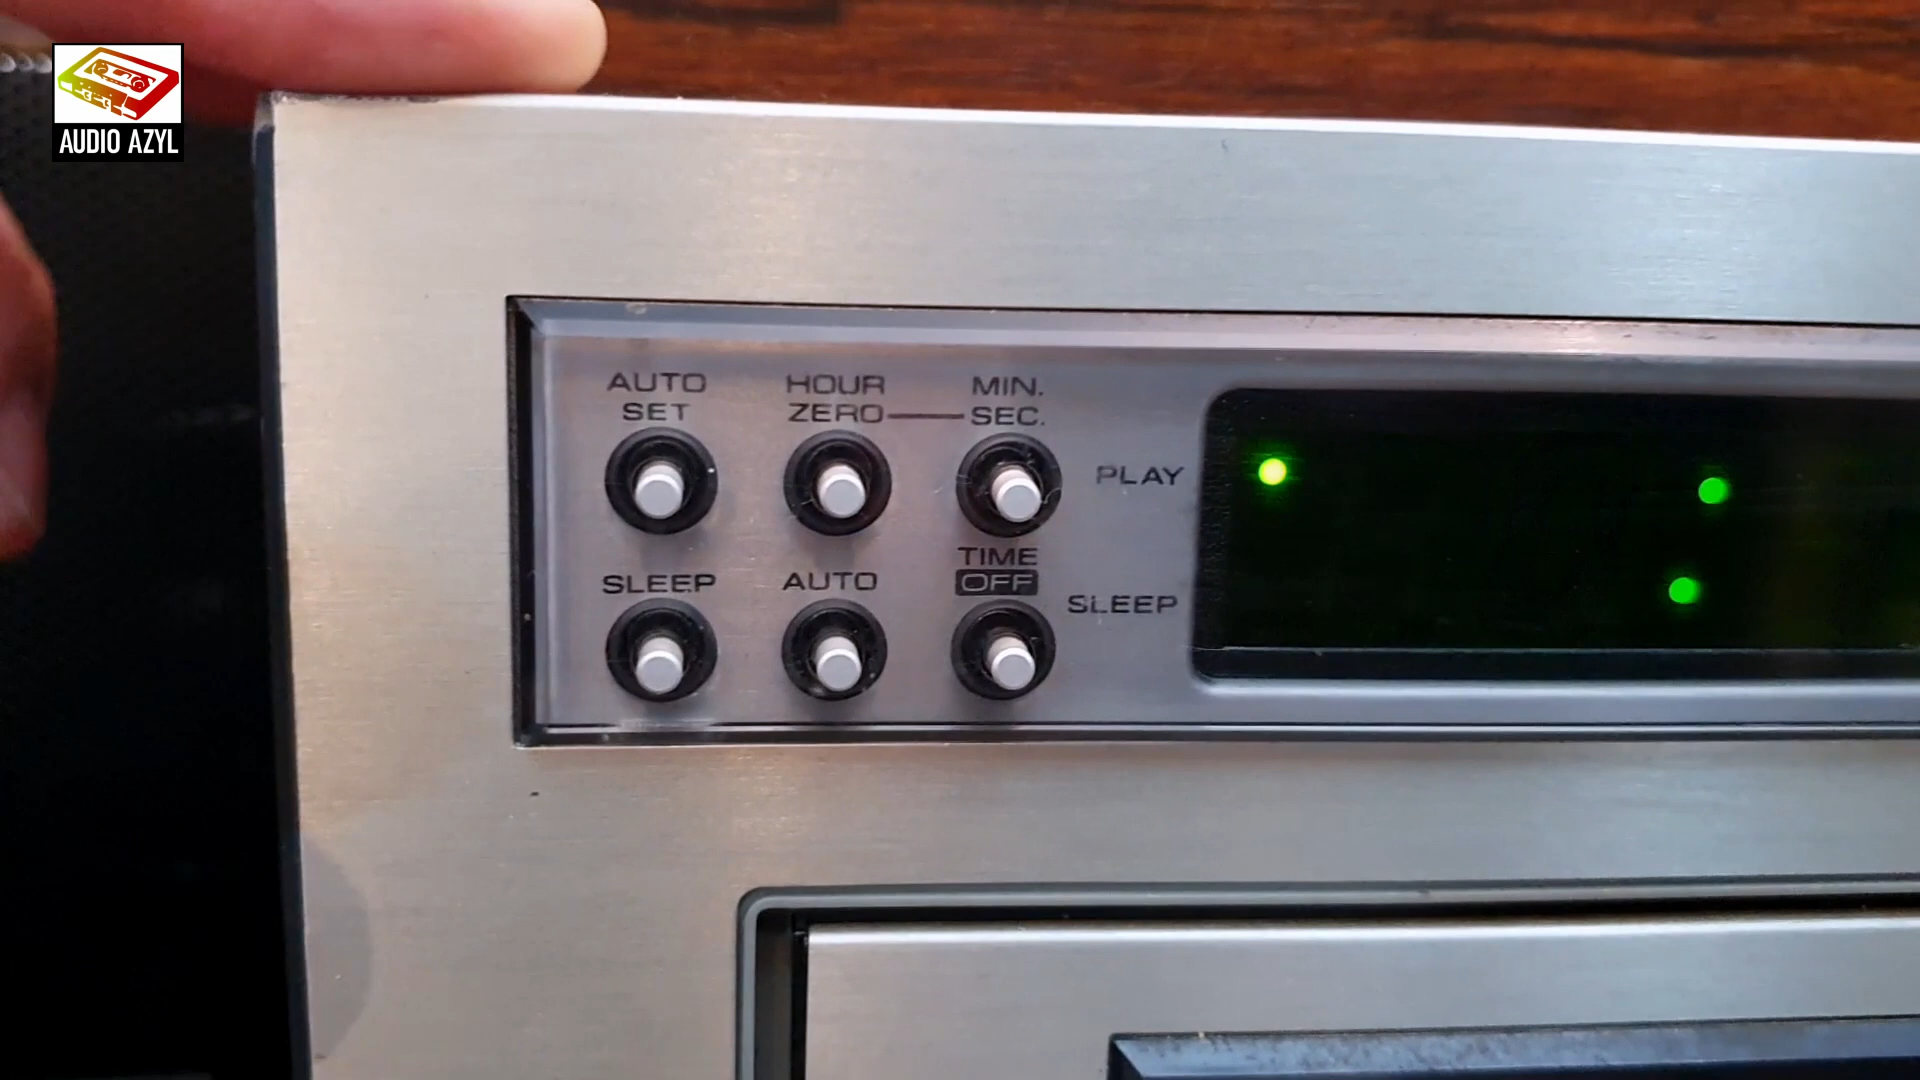 AUDIO AZYL
AUTO
SET
HOUR
ZERO
MIN.
SEC.
PLAY
SLEEP
AUTO
TIME
OFF
SLEEP